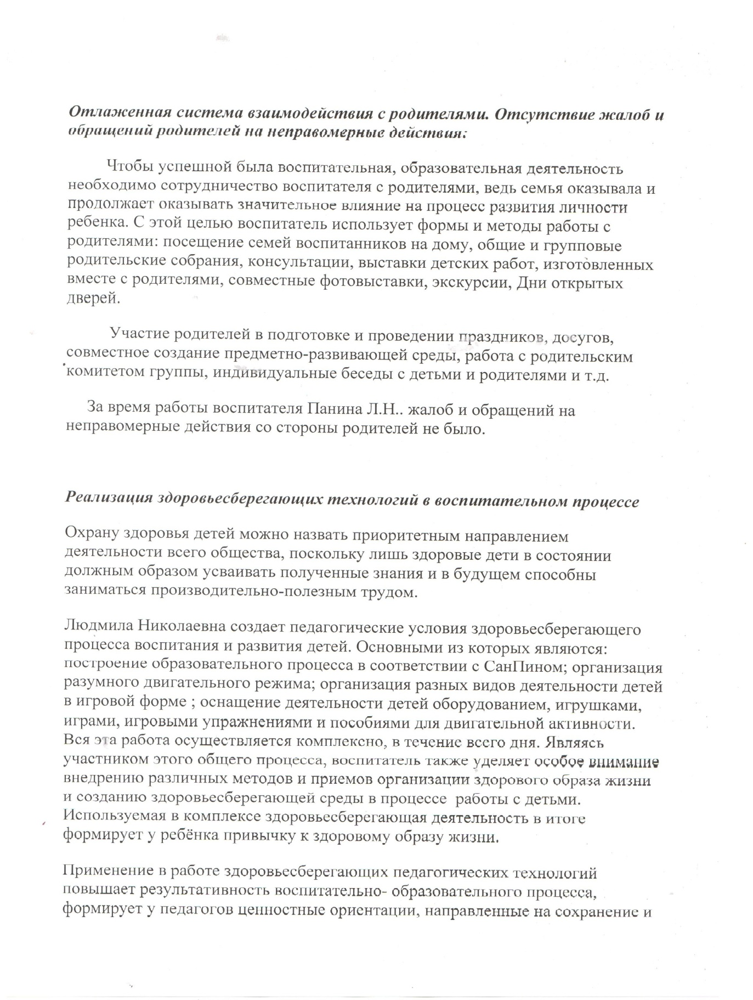 Отлаженная система взаимодействия с родителями. Отсутствие жалоб и
обращений родителей на неправомерные действия:
Чтобы успешной была воспитательная, образовательная деятельность
необходимо сотрудничество воспитателя с родителями, ведь семья оказывала и
продолжает оказывать значительное влияние на процесс развития личности
ребенка. С этой целью воспитатель использует формы и методы работы с
родителями: посещение семей воспитанников на дому, общие и групповые
родительские собрания, консультации, выставки детских работ, изготовленных
вместе с родителями, совместные фотовыставки, экскурсии, Дни открытых
дверей.
Участие родителей в подготовке и проведении праздников, досугов,
совместное создание предметно-развивающей среды, работа с родительским
комитетом группы, индивидуальные беседы с детьми и родителями и т.д.
За время работы воспитателя Панина Л.Н.. жалоб и обращений на
неправомерные действия со стороны родителей не было.
Реализация здоровьесберегающих технологий в воспитательном процессе
Охрану здоровья детей можно назвать приоритетным направлением
деятельности всего общества, поскольку лишь здоровые дети в состоянии
должным образом усваивать полученные знания и в будущем способны
заниматься производительно-полезным трудом.
Людмила Николаевна создает педагогические условия здоровьесберегающего
процесса воспитания и развития детей. Основными из которых являются:
построение образовательного процесса в соответствии с СанПином; организация
разумного двигательного режима; организация разных видов деятельности детей
в игровой форме ; оснащение деятельности детей оборудованием, игрушками,
играми, игровыми упражнениями и пособиями для двигательной активности.
Вся эта работа осуществляется комплексно, в течение всего дня. Являясь
участником этого общего процесса, воспитатель также уделяет особое внимание
внедрению различных методов и приемов организации здорового образа жизни
и созданию здоровьесберегающей среды в процессе  работы с детьми.
Используемая в комплексе здоровьесберегающая деятельность в итоге
формирует у ребёнка привычку к здоровому образу жизни.
Применение в работе здоровьесберегающих педагогических технологий
повышает результативность воспитательно- образовательного процесса,
формирует у педагогов ценностные ориентации, направленные на сохранение и